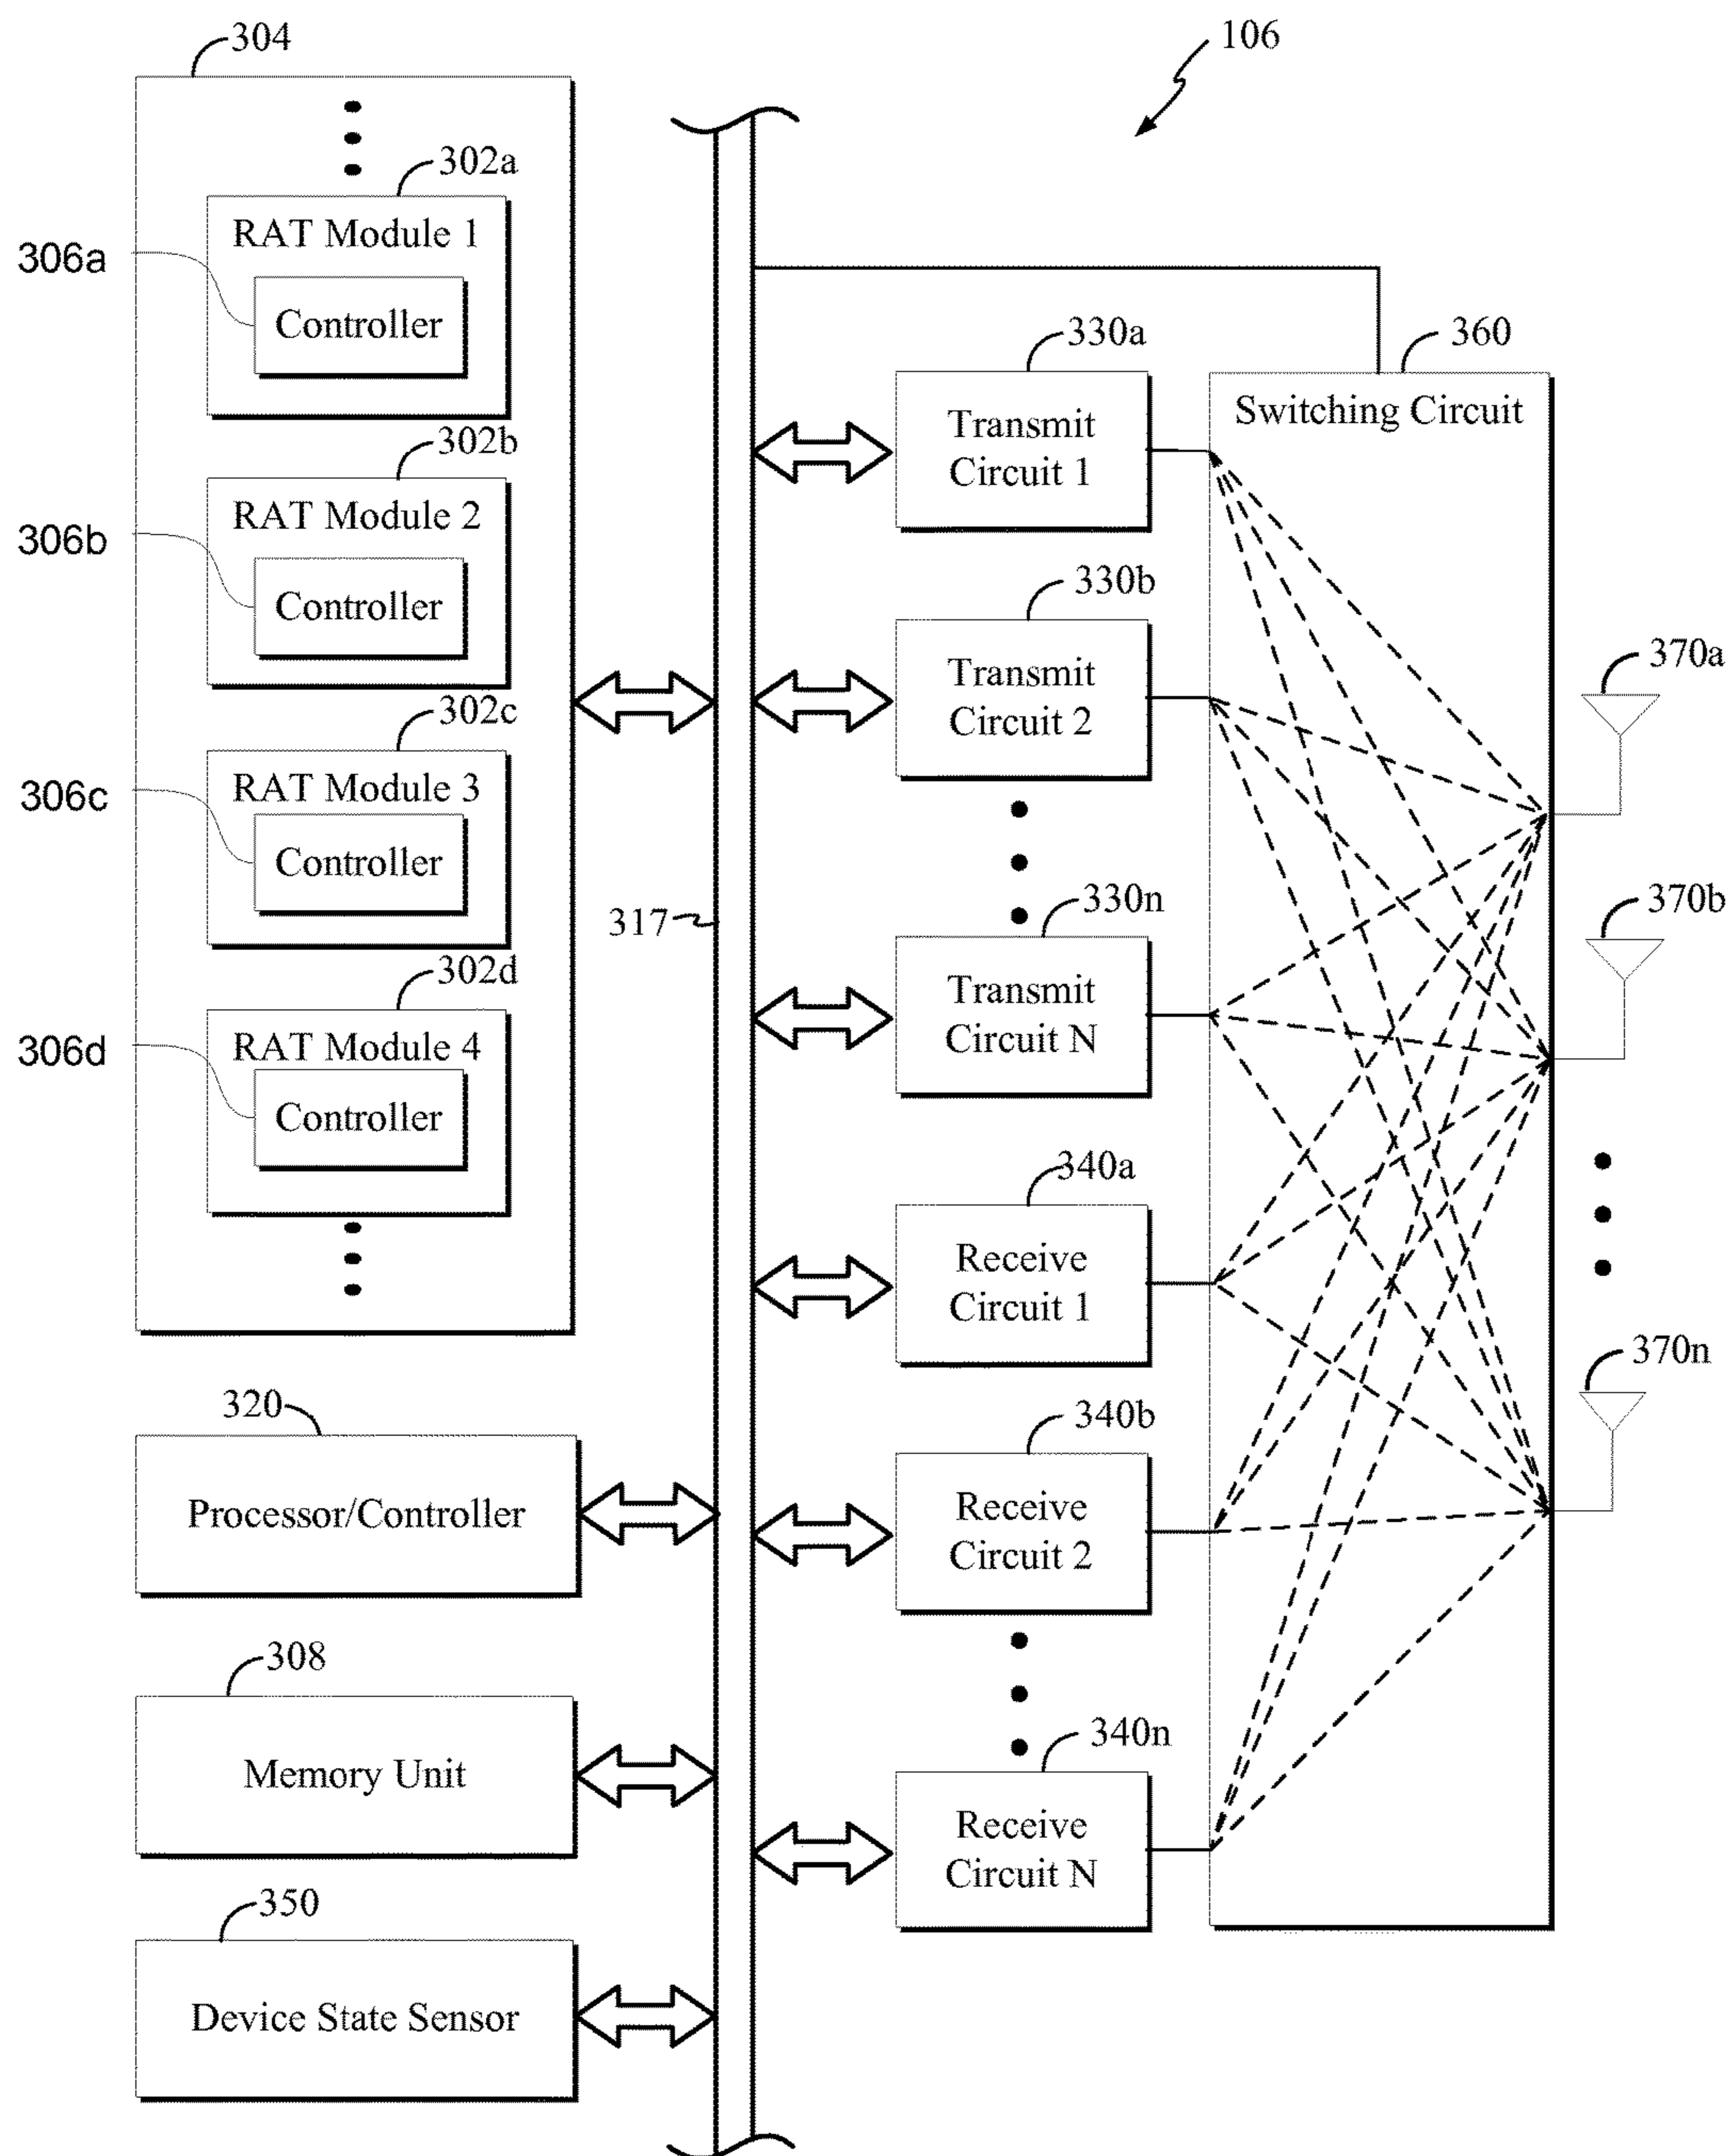 304
106
302a
RAT Module 1
306a
Controller
302b
RAT Module 2
306b
Controller
302c
RAT Module 3
306c
Controller
302d
RAT Module 4
306d
Controller
320
Processor/Controller
308
Memory Unit
350
Device State Sensor
317
330a
Transmit
Circuit 1
330b
Transmit
Circuit 2
330n
Transmit
Circuit N
340a
Receive
Circuit 1
340b
Receive
Circuit 2
340n
Receive
Circuit N
360
Switching Circuit
370a
370b
370n